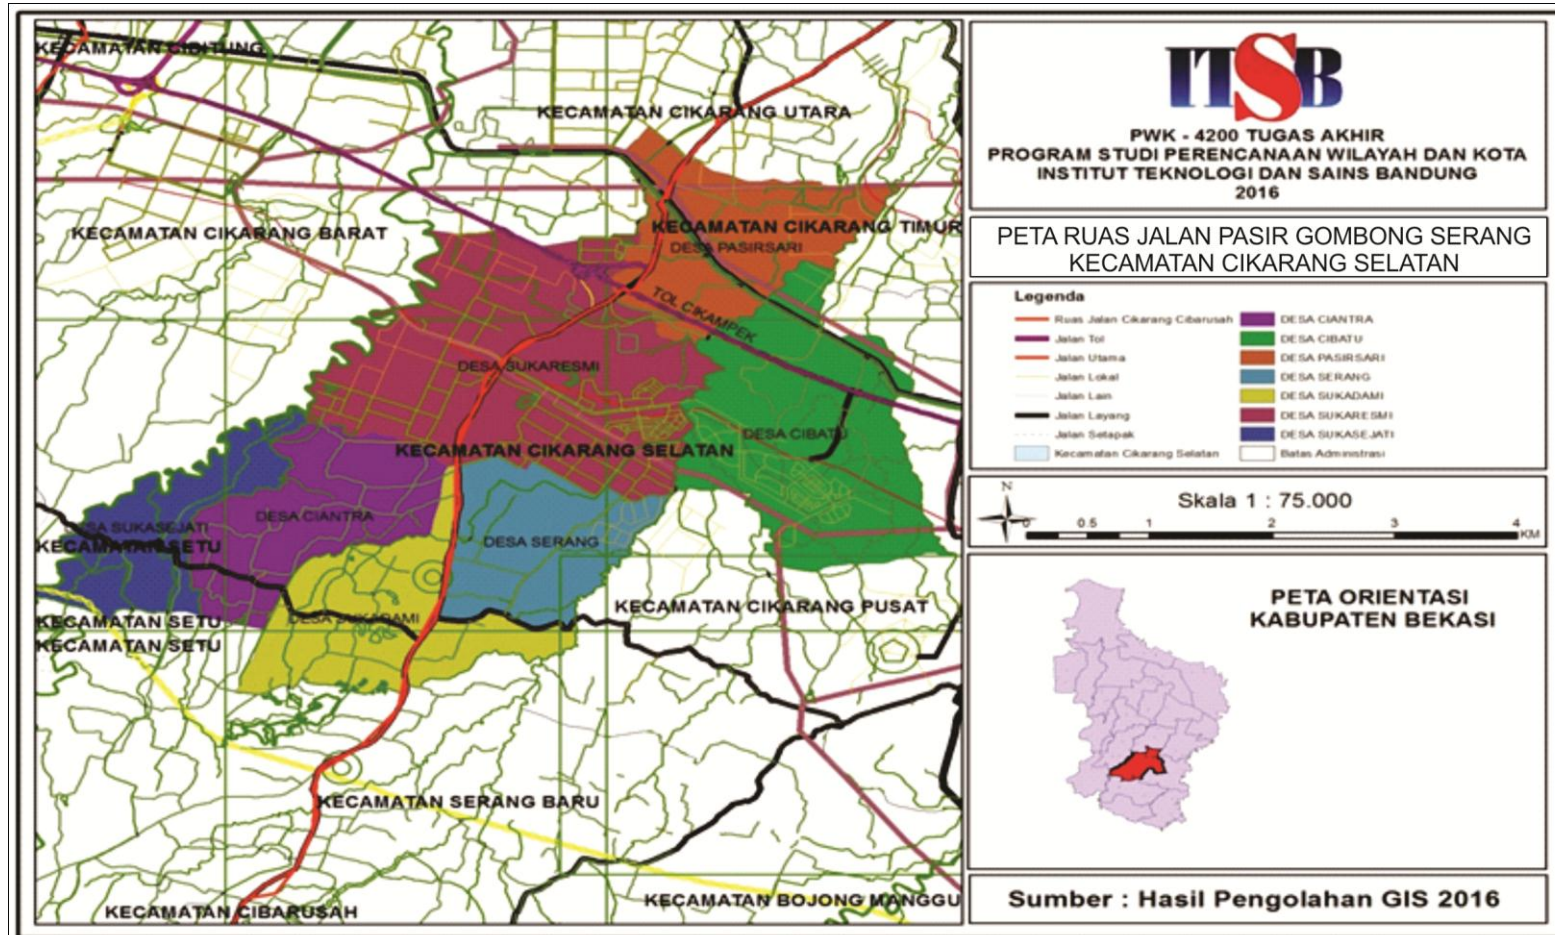 KECAMATAN CIBITUNG
KECAMATAN CIKARANG UTARA
KECAMATAN CIKARANG BARAT
KECAMATAN CIKARANG TIMUR
DESA PASIRSARI
TOL CIKAMPEK
DESA SUKARESMI
DESA CIBATU
KECAMATAN CIKARANG SELATAN
DESA CIANTRA
SUKASEJATI
KECAMATAN SETU
DESA SERANG
KECAMATAN CIKARANG PUSAT
DESA SUKADAMI
KECAMATAN SETU
KECAMATAN SETU
KECAMATAN SERANG BARU
KECAMATAN BOJONG MANGGU
KECAMATAN CIBARUSAH
ITSB
PWK - 4200 TUGAS AKHIR
PROGRAM STUDI PERENCANAAN WILAYAH DAN KOTA
INSTITUT TEKNOLOGI DAN SAINS BANDUNG
2016
PETA RUAS JALAN PASIR GOMBONG SERANG
KECAMATAN CIKARANG SELATAN
Legenda
Ruas Jalan Cikarang Cibarusah
Jalan Tol
Jalan Utama
Jalan Lokal
Jalan Lain
Jalan Layang
Jalan Setapak
Kecamatan Cikarang Selatan
DESA CIANTRA
DESA CIBATU
DESA PASIRSARI
DESA SERANG
DESA SUKADAMI
DESA SUKARESMI
DESA SUKASEJATI
Batas Administrasi
Skala 1 : 75.000
N
0 0.5 1 2 3 4
KM
PETA ORIENTASI
KABUPATEN BEKASI
Sumber : Hasil Pengolahan GIS 2016